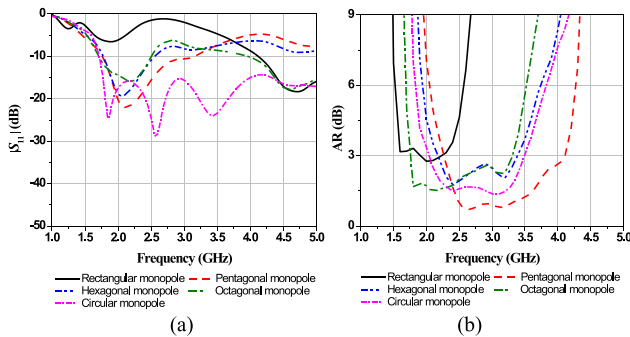 0
-10
-20
-30
-40
-50
|S₁₁| (dB)
1.0 1.5 2.0 2.5 3.0 3.5 4.0 4.5 5.0
Frequency (GHz)
Rectangular monopole Pentagonal monopole
Hexagonal monopole Octagonal monopole
Circular monopole
(a)
9
6
3
0
AR (dB)
1.0 1.5 2.0 2.5 3.0 3.5 4.0 4.5 5.0
Frequency (GHz)
Rectangular monopole Pentagonal monopole
Hexagonal monopole Octagonal monopole
Circular monopole
(b)